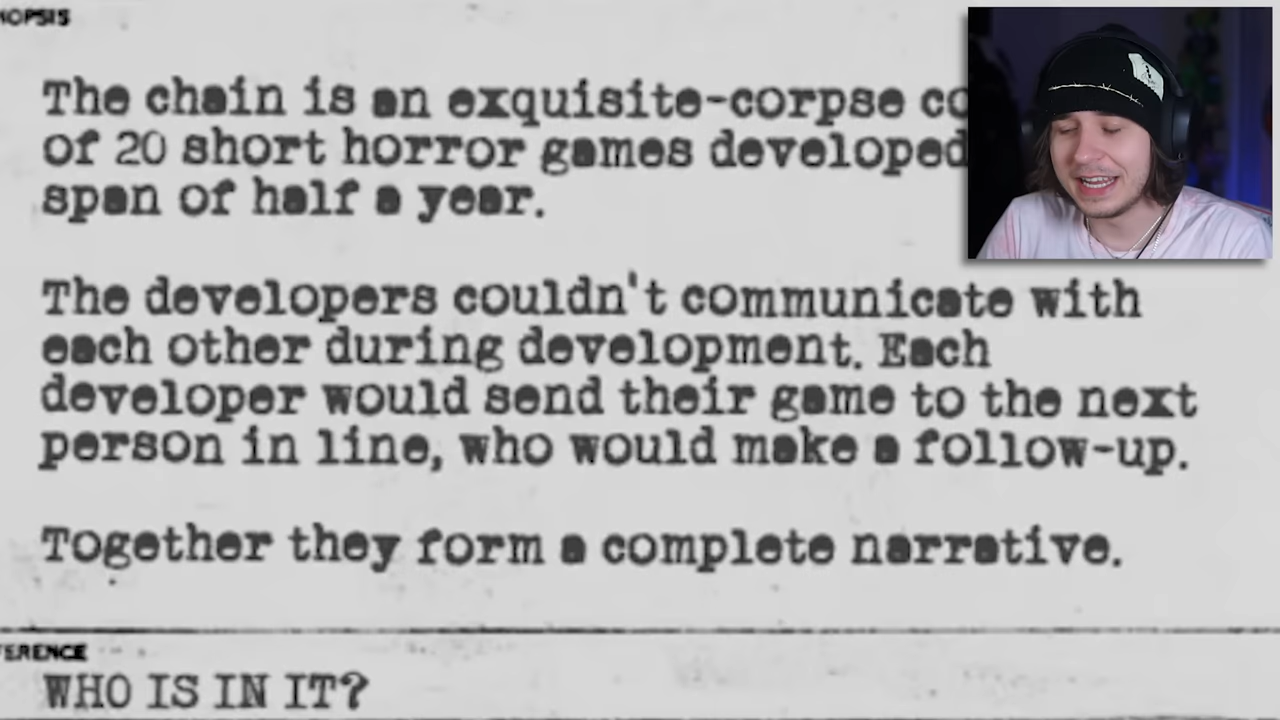 NOPSIS
The chain is an exquisite-corpse
of 20 short horror games developed
span of half a year.
The developers couldn't communicate with
each other during development. Each
developer would send their game to the next
person in line, who would make a follow-up.
Together they form a complete narrative.
ERENCE
WHO IS IN IT?